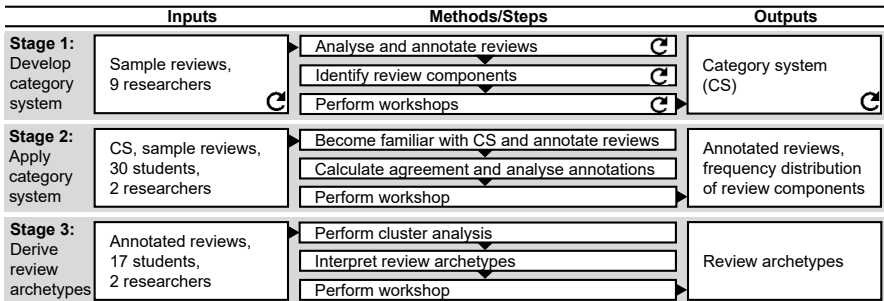 Inputs
Methods/Steps
Outputs
Stage 1:
Develop
category
system
Sample reviews,
9 researchers
Analyse and annotate reviews
Identify review components
Perform workshops
Category system
(CS)
Stage 2:
Apply
category
system
CS, sample reviews,
30 students,
2 researchers
Become familiar with CS and annotate reviews
Calculate agreement and analyse annotations
Perform workshop
Annotated reviews,
frequency distribution
of review components
Stage 3:
Derive
review
archetypes
Annotated reviews,
17 students,
2 researchers
Perform cluster analysis
Interpret review archetypes
Perform workshop
Review archetypes